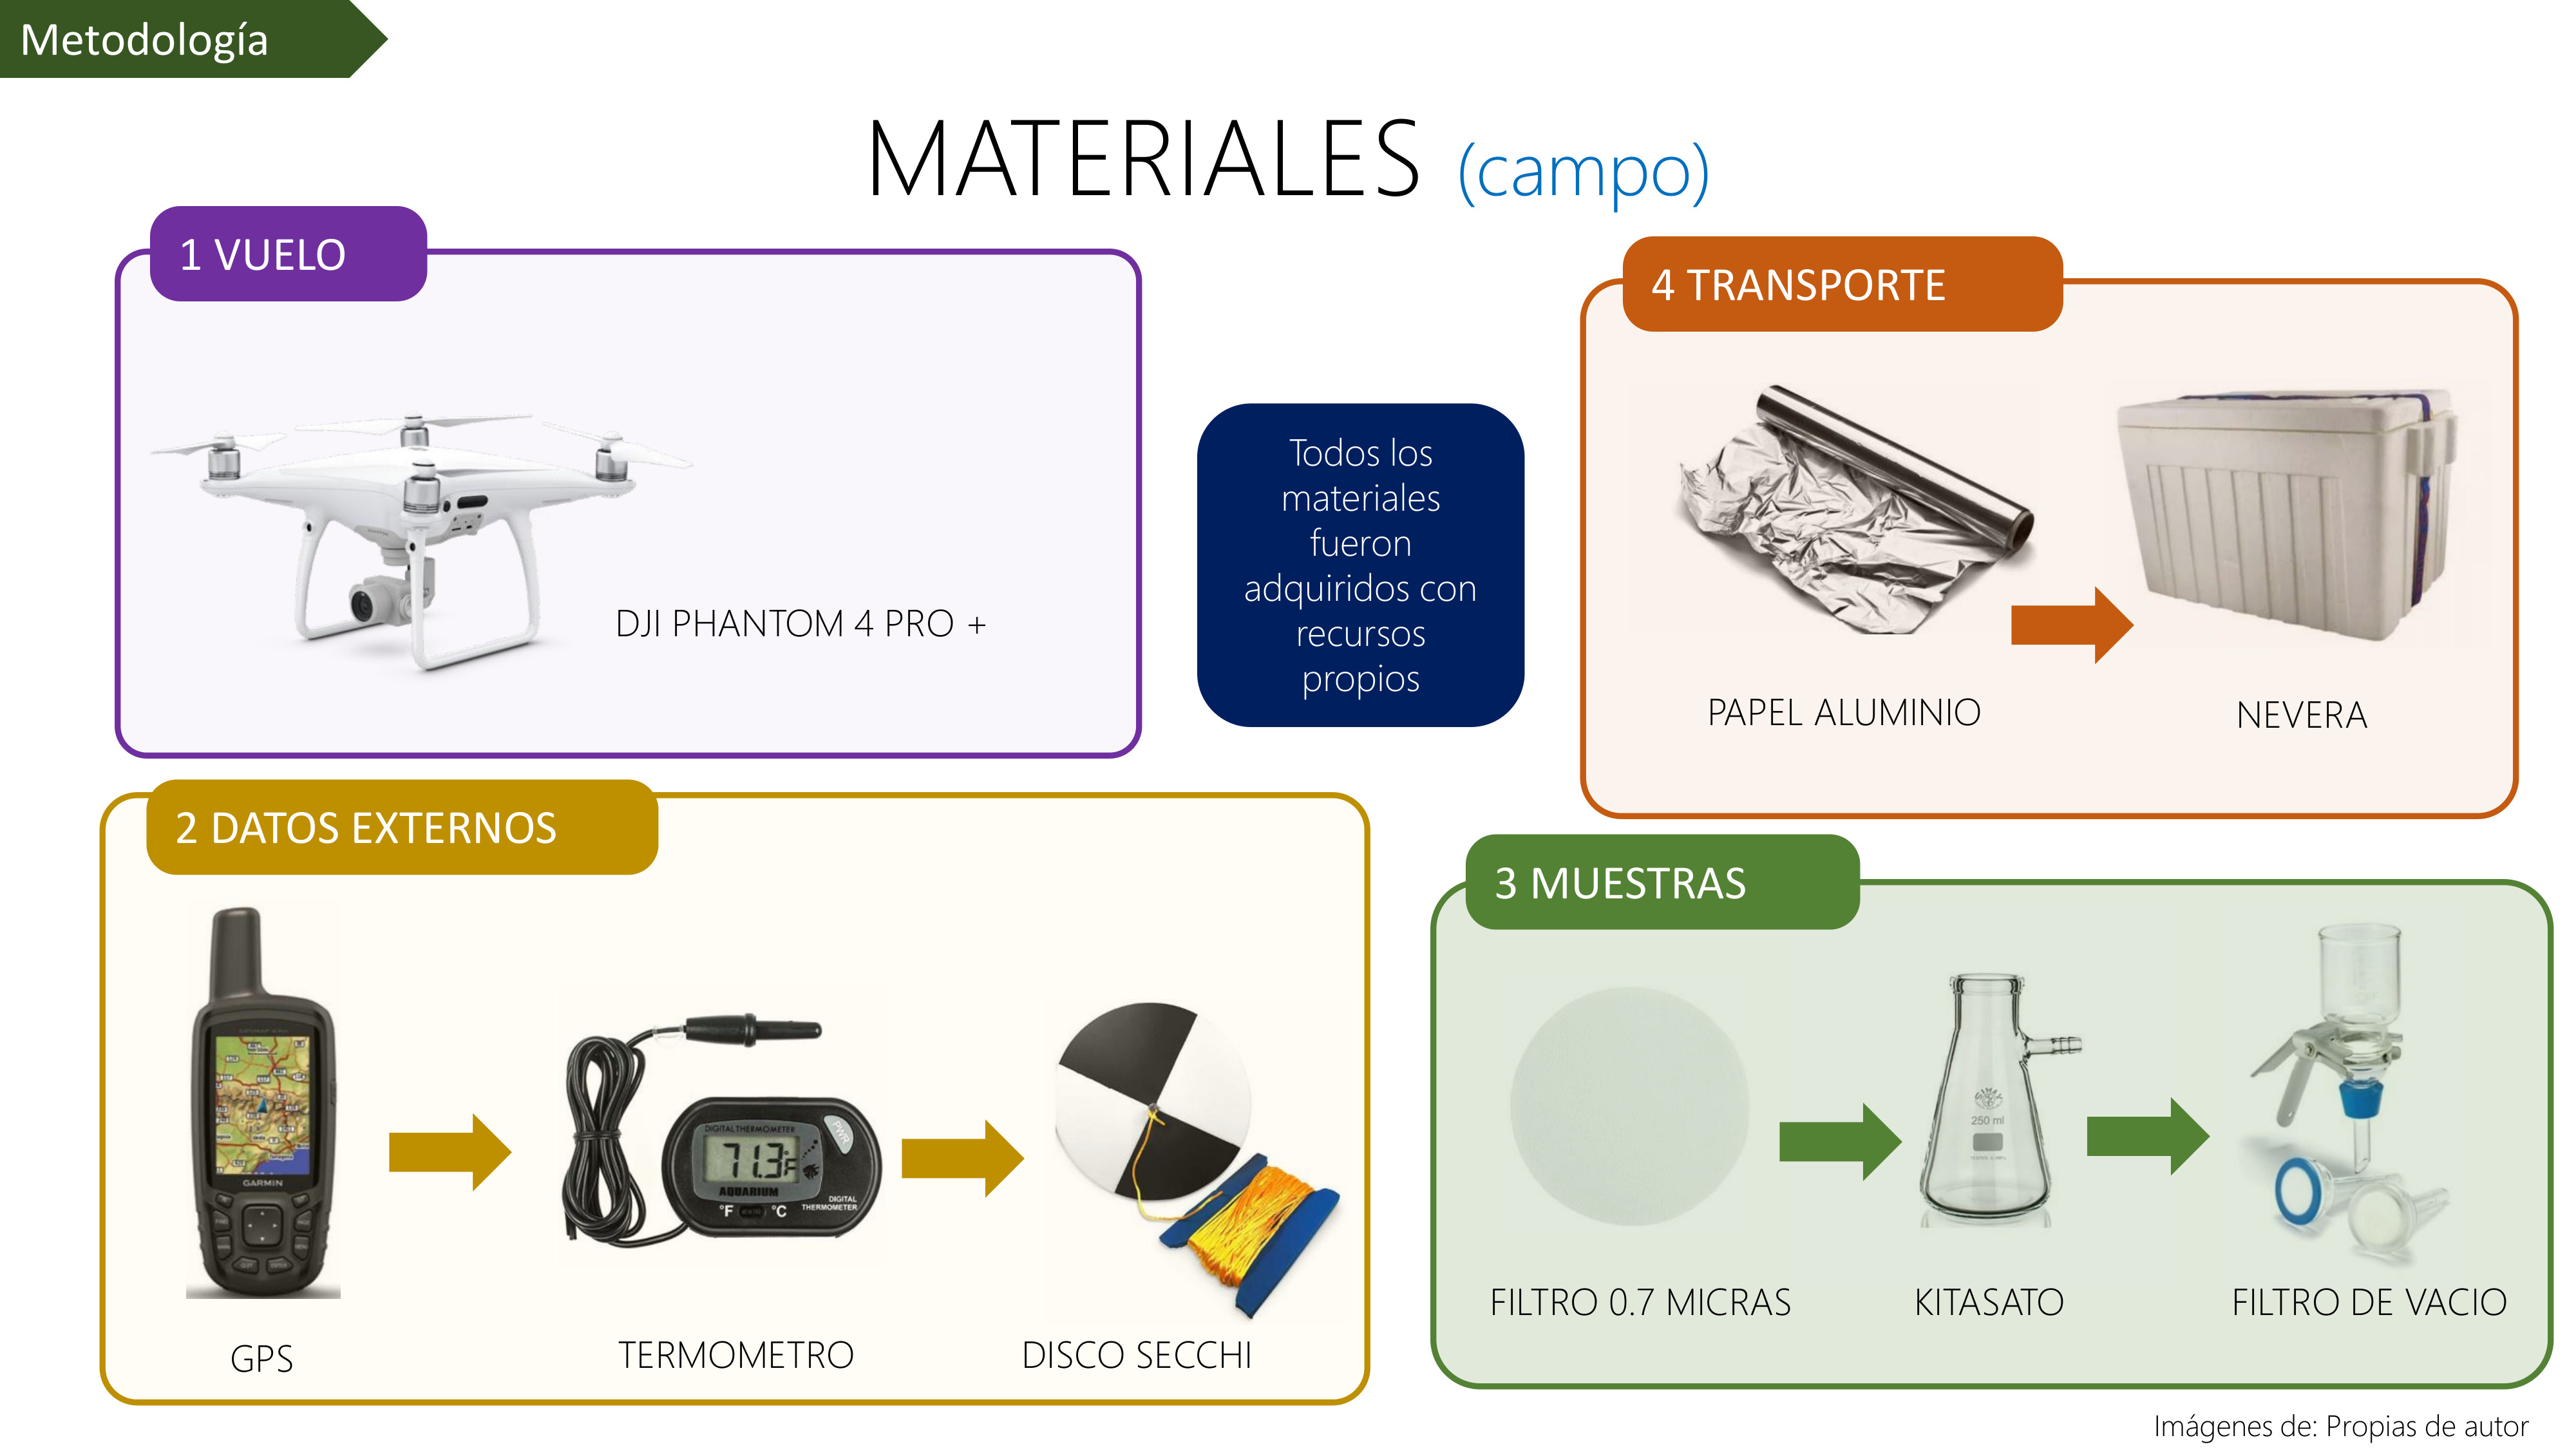 Metodología
MATERIALES (campo)
1 VUELO
DJI PHANTOM 4 PRO +
Todos los
materiales
fueron
adquiridos con
recursos
propios
4 TRANSPORTE
PAPEL ALUMINIO
NEVERA
2 DATOS EXTERNOS
GARMIN
GPS
DIGITAL THERMOMETER
PWR
71.3°F
AQUARIUM
DIGITAL
THERMOMETER
°F
°C
TERMOMETRO
DISCO SECCHI
3 MUESTRAS
FILTRO 0.7 MICRAS
250 ml
KITASATO
FILTRO DE VACIO
Imágenes de: Propias de autor